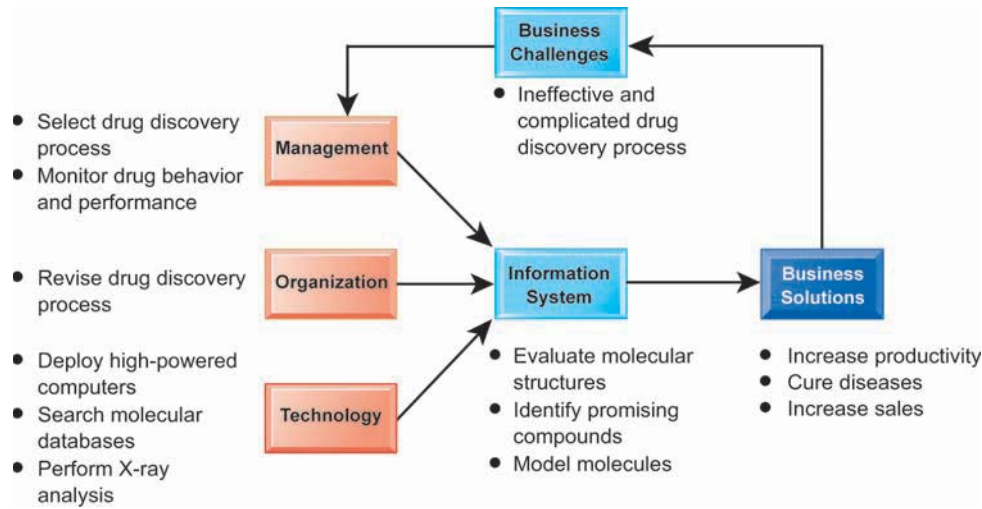 Business
Challenges
• Ineffective and
complicated drug
discovery process
• Select drug discovery
process
• Monitor drug behavior
and performance
Management
• Revise drug discovery
process
Organization
Information
System
Business
Solutions
• Deploy high-powered
computers
• Search molecular
databases
• Perform X-ray
analysis
Technology
• Evaluate molecular
structures
• Identify promising
compounds
• Model molecules
• Increase productivity
• Cure diseases
• Increase sales